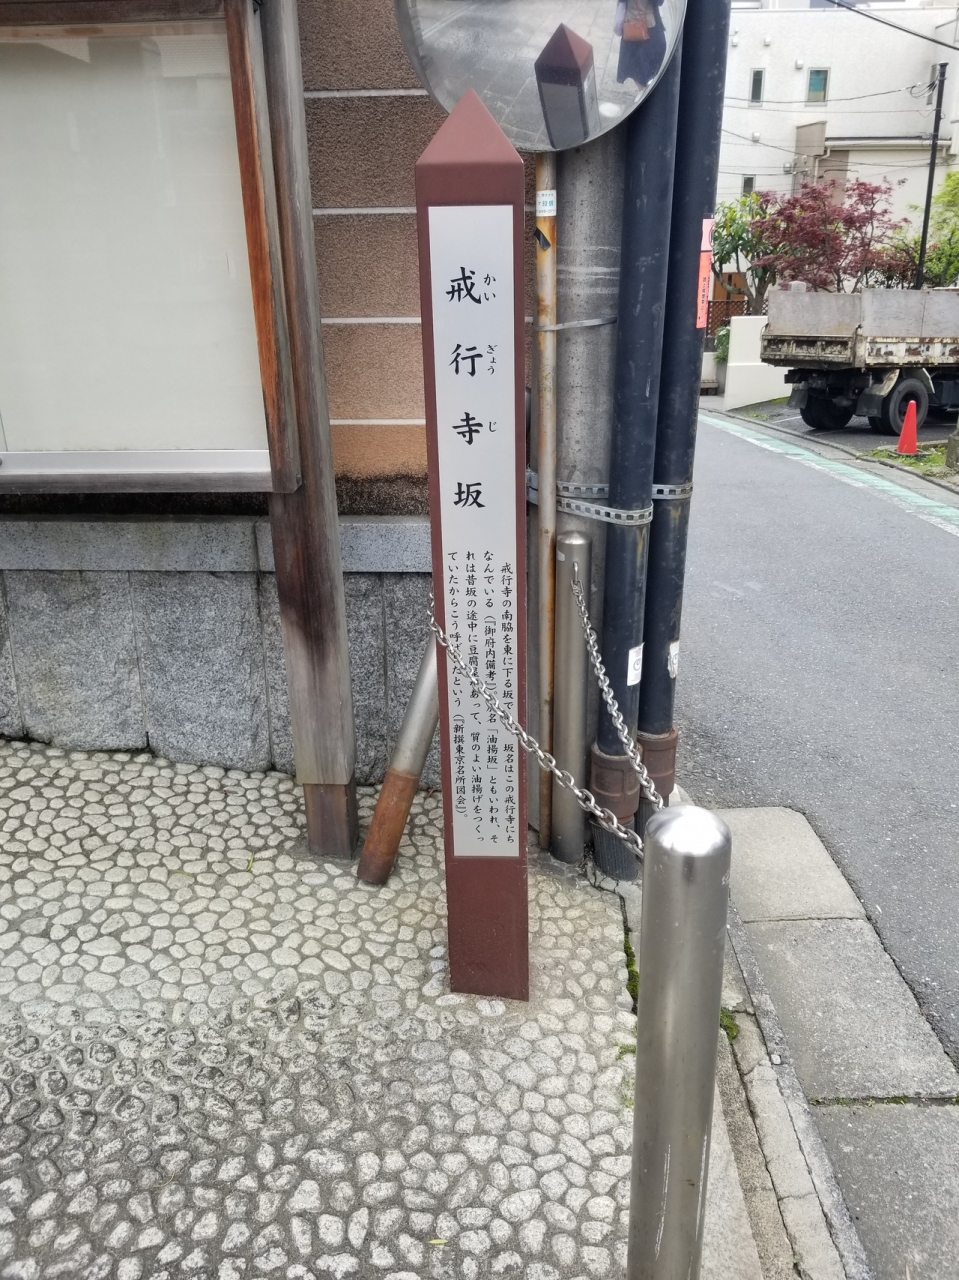 戒行寺坂
かいぎょうじ
戒行寺の南脇を東に下る坂で 坂名はこの戒行寺にち
なんでいる(『御府内備考』)。別名「油揚坂」ともいわれ、そ
れは昔坂の途中に豆腐屋 あって、質のよい油揚げをつくっ
ていたからこう呼 たという(『新撰東京名所図会』)。